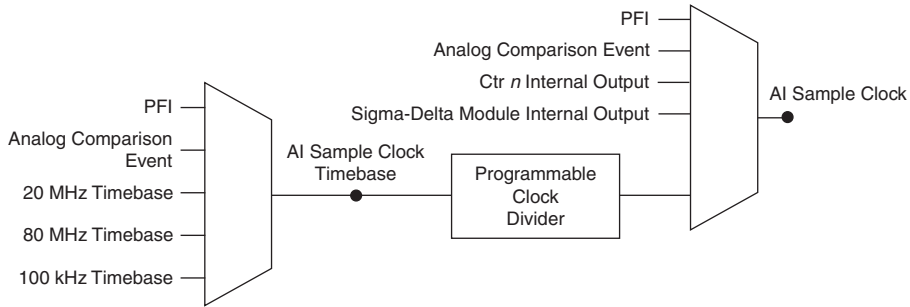 PFI
Analog Comparison Event
Ctr n Internal Output
Sigma-Delta Module Internal Output
AI Sample Clock
PFI
Analog Comparison
Event
20 MHz Timebase
80 MHz Timebase
100 kHz Timebase
AI Sample Clock
Timebase
Programmable
Clock
Divider